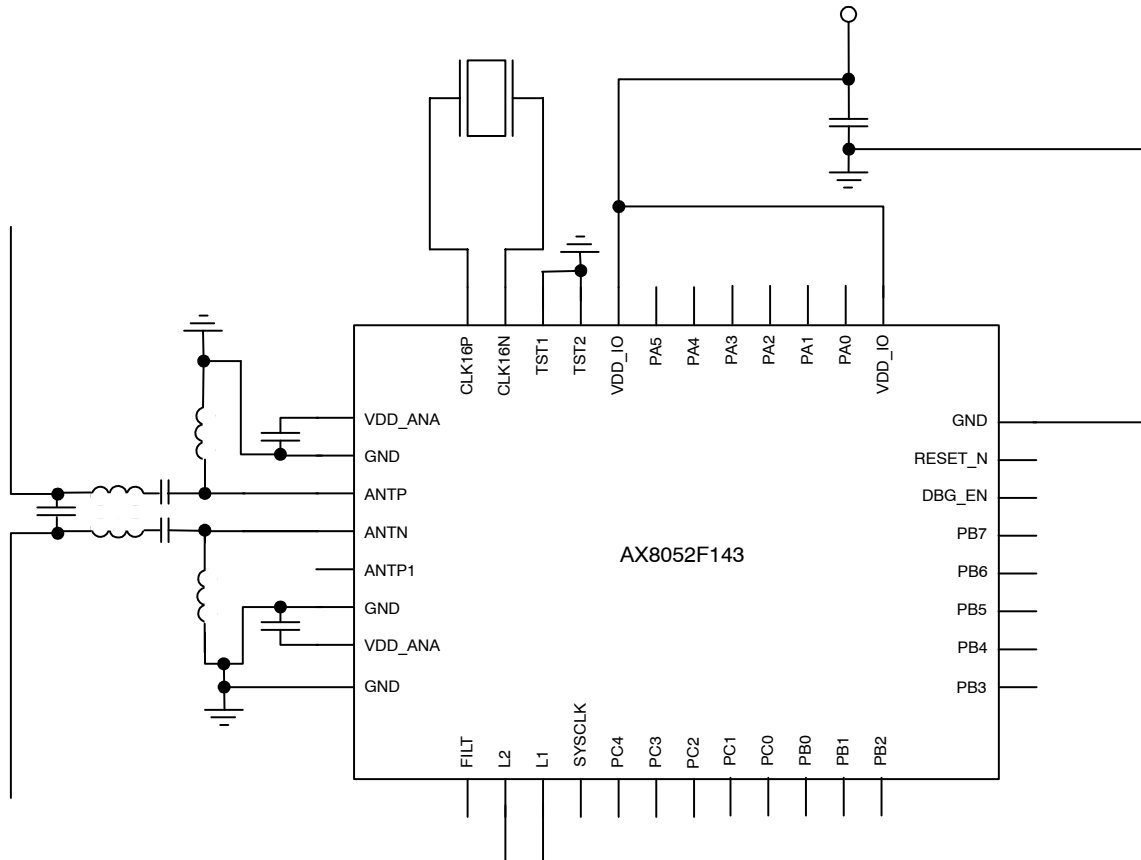 CLK16P
CLK16N
TST1
TST2
VDD_IO
PA5
PA4
PA3
PA2
PA1
PA0
VDD_IO
VDD_ANA
GND
ANTP
ANTN
ANTP1
GND
VDD_ANA
GND
AX8052F143
GND
RESET_N
DBG_EN
PB7
PB6
PB5
PB4
PB3
FILT
L2
L1
SYSCLK
PC4
PC3
PC2
PC1
PC0
PB0
PB1
PB2